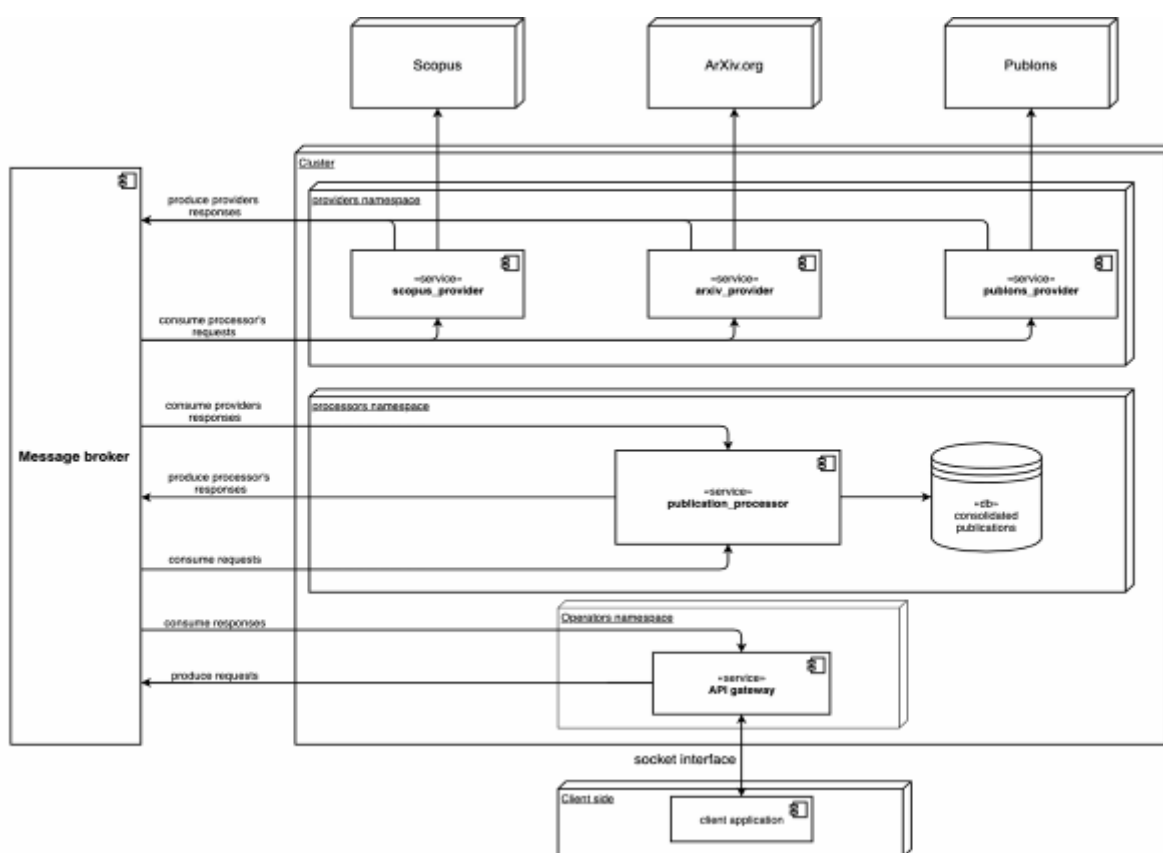 Scopus
ArXiv.org
Publons
Cluster
providers namespace
produce providers
responses
«service»
scopus_provider
«service»
arxiv_provider
«service»
publons_provider
consume processor's
requests
consume providers
responses
processors namespace
Message broker
produce processor's
responses
«service»
publication_processor
«db»
consolidated
publications
consume requests
Operators namespace
consume responses
«service»
API gateway
produce requests
socket interface
Client side
client application